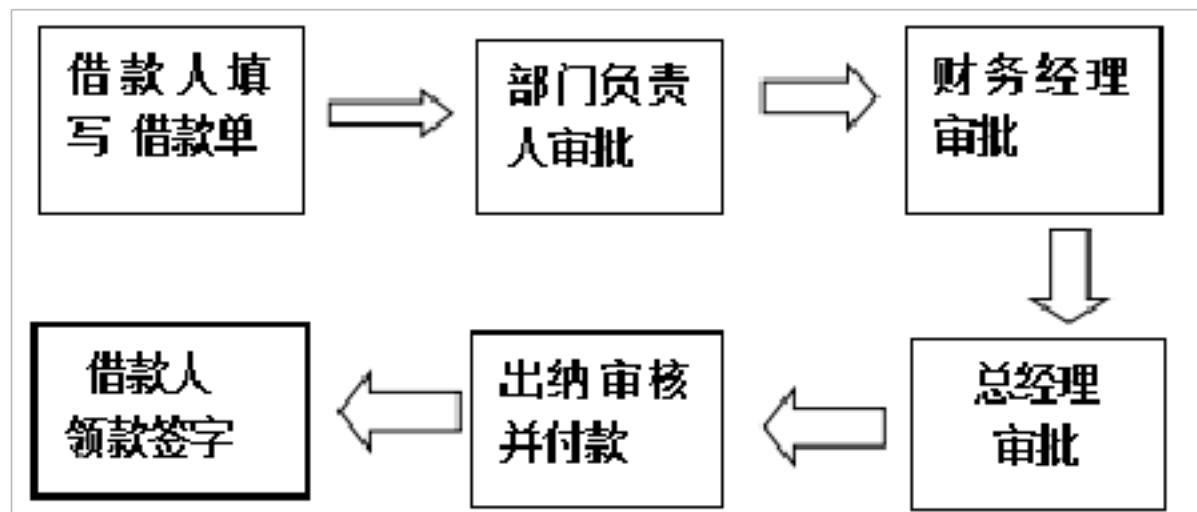 借款人填
写 借款单
部门负责
人审批
财务经理
审批
总经理
审批
出纳审核
并付款
借款人
领款签字